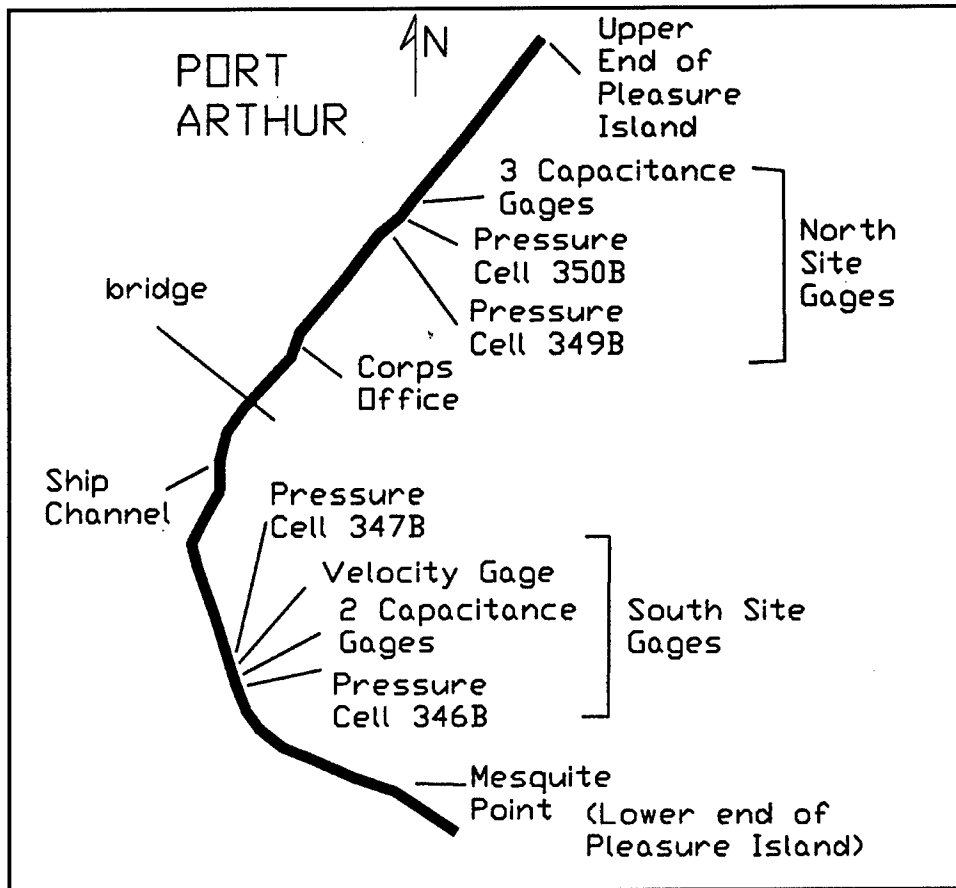 PORT
ARTHUR
N
Upper
End of
Pleasure
Island
3 Capacitance
Gages
Pressure
Cell 350B
Pressure
Cell 349B
North
Site
Gages
bridge
Corps
Office
Ship
Channel
Pressure
Cell 347B
Velocity Gage
2 Capacitance
Gages
Pressure
Cell 346B
South Site
Gages
Mesquite
Point
(Lower end of
Pleasure Island)